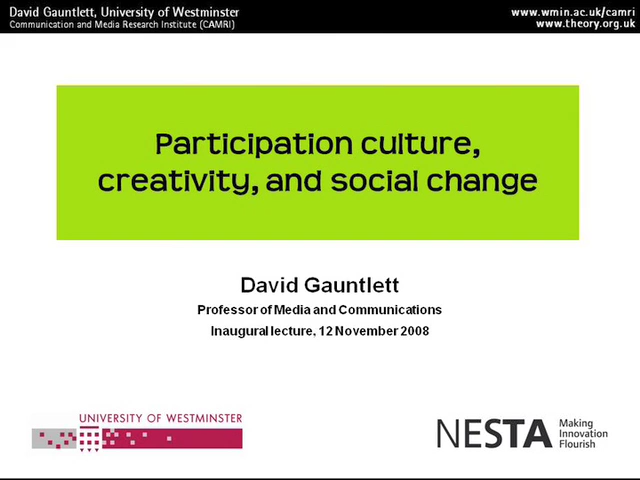 David Gauntlett, University of Westminster
Communication and Media Research Institute (CAMRI)
www.wmin.ac.uk/camri
www.theory.org.uk
Participation culture,
creativity, and social change
David Gauntlett
Professor of Media and Communications
Inaugural lecture, 12 November 2008
UNIVERSITY OF WESTMINSTER
NESTA
Making
Innovation
Flourish